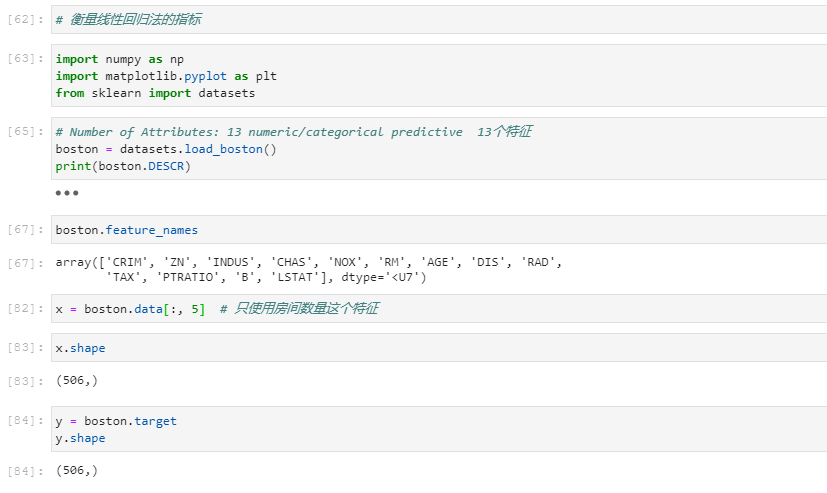 [62]: # 衡量线性回归法的指标
[63]: import numpy as np
import matplotlib.pyplot as plt
from sklearn import datasets
[65]: # Number of Attributes: 13 numeric/categorical predictive  13个特征
boston = datasets.load_boston()
print(boston.DESCR)
•••
[67]: boston.feature_names
[67]: array(['CRIM', 'ZN', 'INDUS', 'CHAS', 'NOX', 'RM', 'AGE', 'DIS', 'RAD',
'TAX', 'PTRATIO', 'B', 'LSTAT'], dtype='<U7')
[82]: x = boston.data[:, 5]  # 只使用房间数量这个特征
[83]: x.shape
[83]: (506,)
[84]: y = boston.target
y.shape
[84]: (506,)